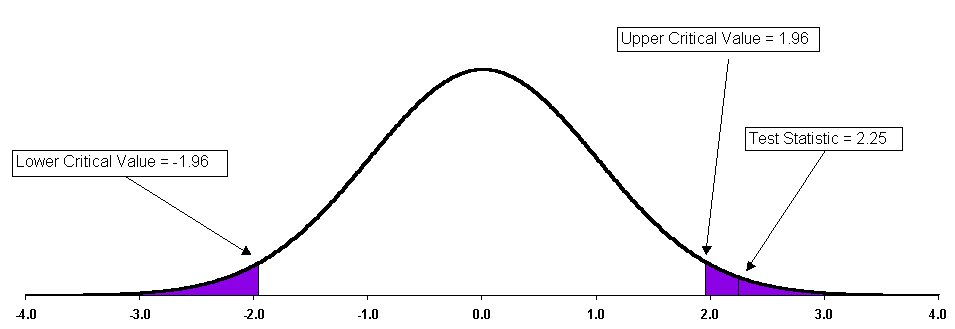 Upper Critical Value = 1.96
Test Statistic = 2.25
Lower Critical Value = -1.96
-4.0 -3.0 -2.0 -1.0 0.0 1.0 2.0 3.0 4.0